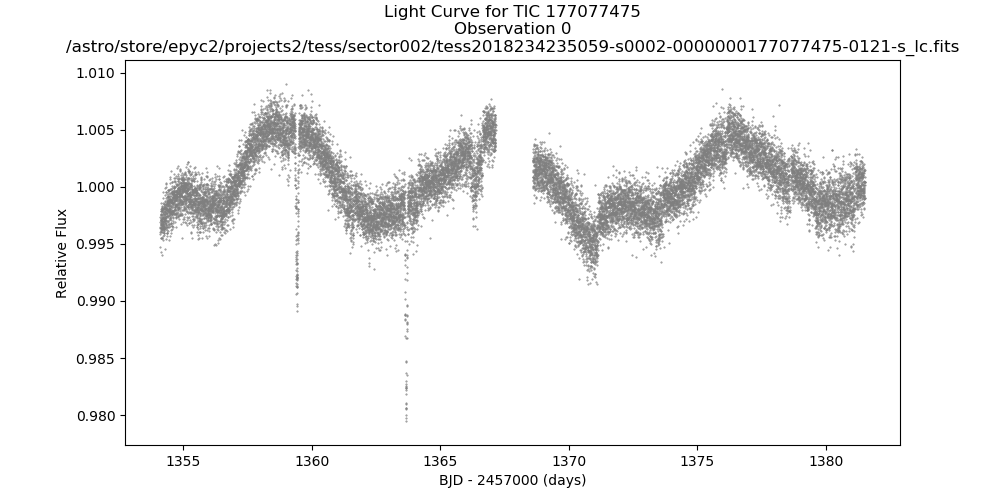 Light Curve for TIC 177077475
Observation 0
/astro/store/epyc2/projects2/tess/sector002/tess2018234235059-s0002-0000000177077475-0121-s_lc.fits
1.010
1.005
1.000
0.995
0.990
0.985
0.980
Relative Flux
1355
1360
1365
1370
1375
1380
BJD - 2457000 (days)